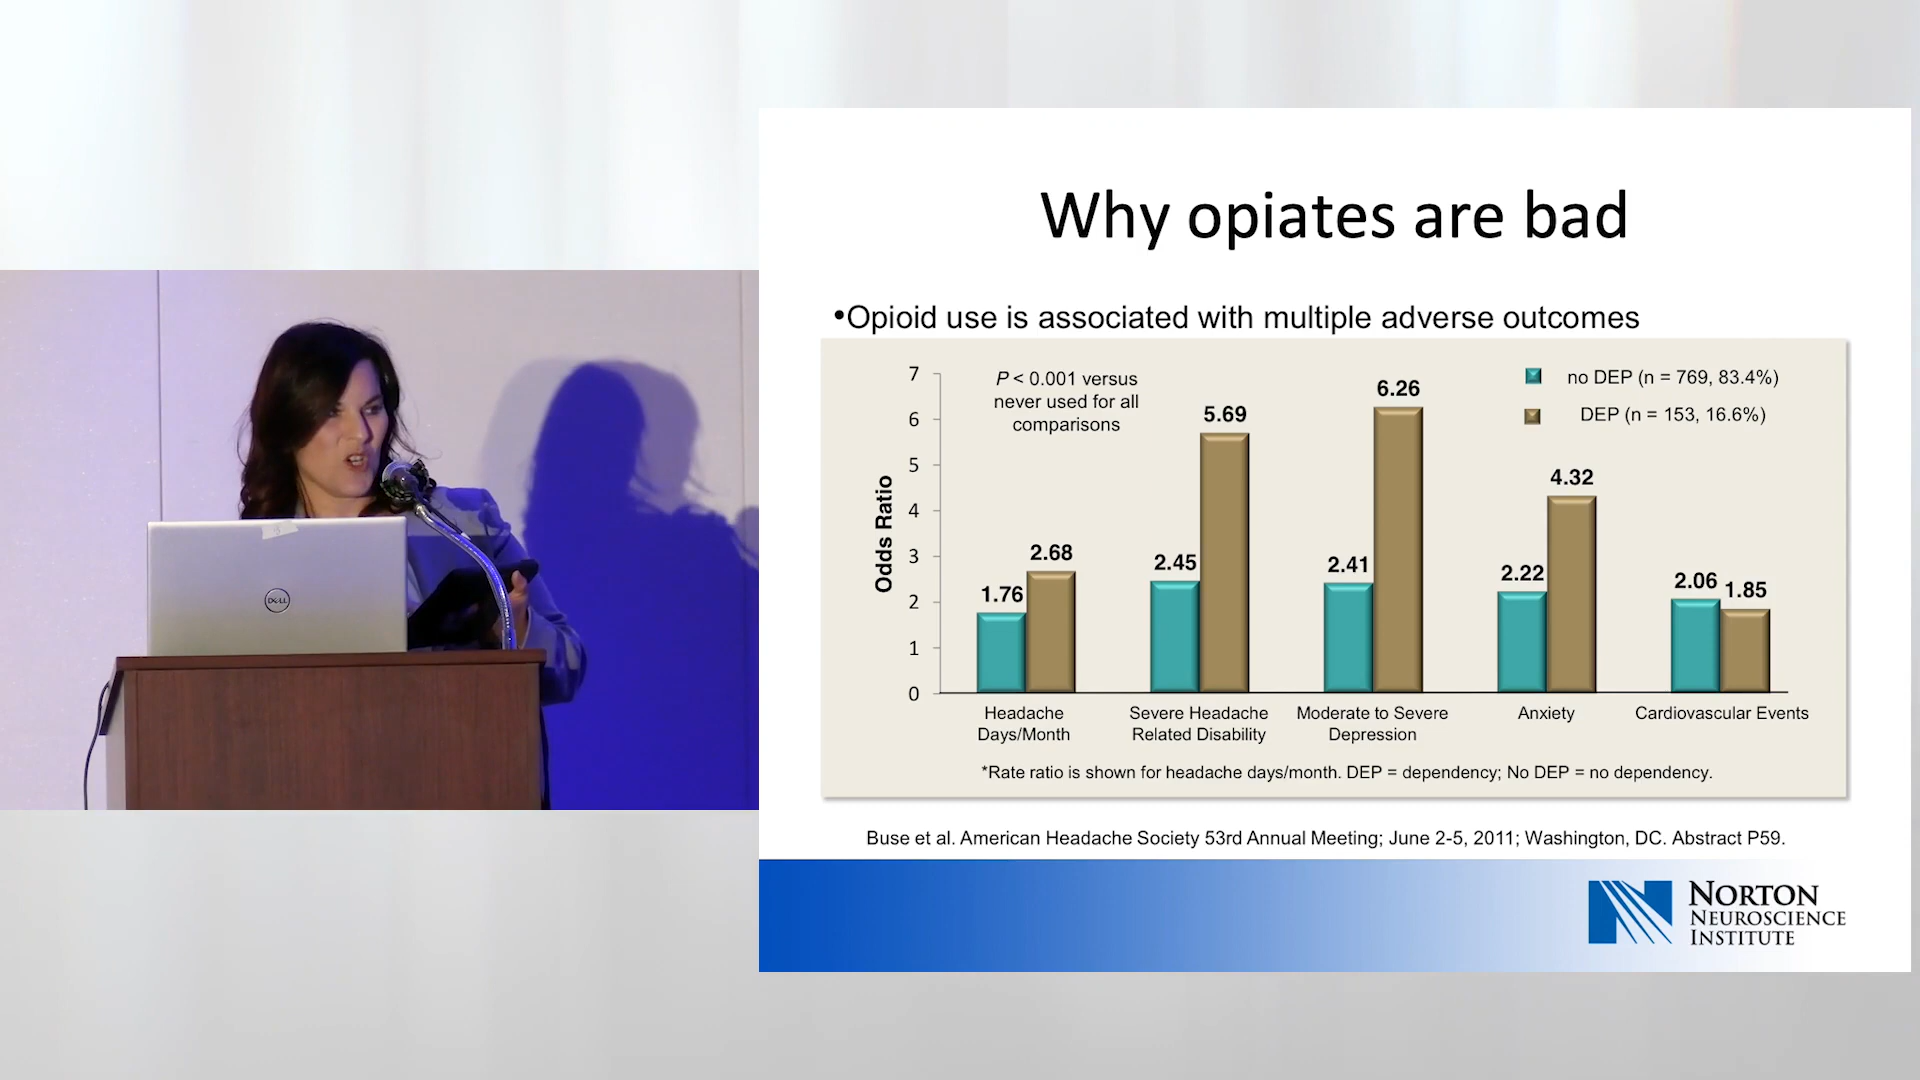 Why opiates are bad
•Opioid use is associated with multiple adverse outcomes
7
6
5
4
3
2
1
0
Odds Ratio
P < 0.001 versus
never used for all
comparisons
no DEP (n = 769, 83.4%)
DEP (n = 153, 16.6%)
1.76
2.68
2.45
5.69
2.41
6.26
2.22
4.32
2.06
1.85
Headache
Days/Month
Severe Headache
Related Disability
Moderate to Severe
Depression
Anxiety
Cardiovascular Events
*Rate ratio is shown for headache days/month. DEP = dependency; No DEP = no dependency.
Buse et al. American Headache Society 53rd Annual Meeting; June 2-5, 2011; Washington, DC. Abstract P59.
NORTON
NEUROSCIENCE
INSTITUTE
DELL